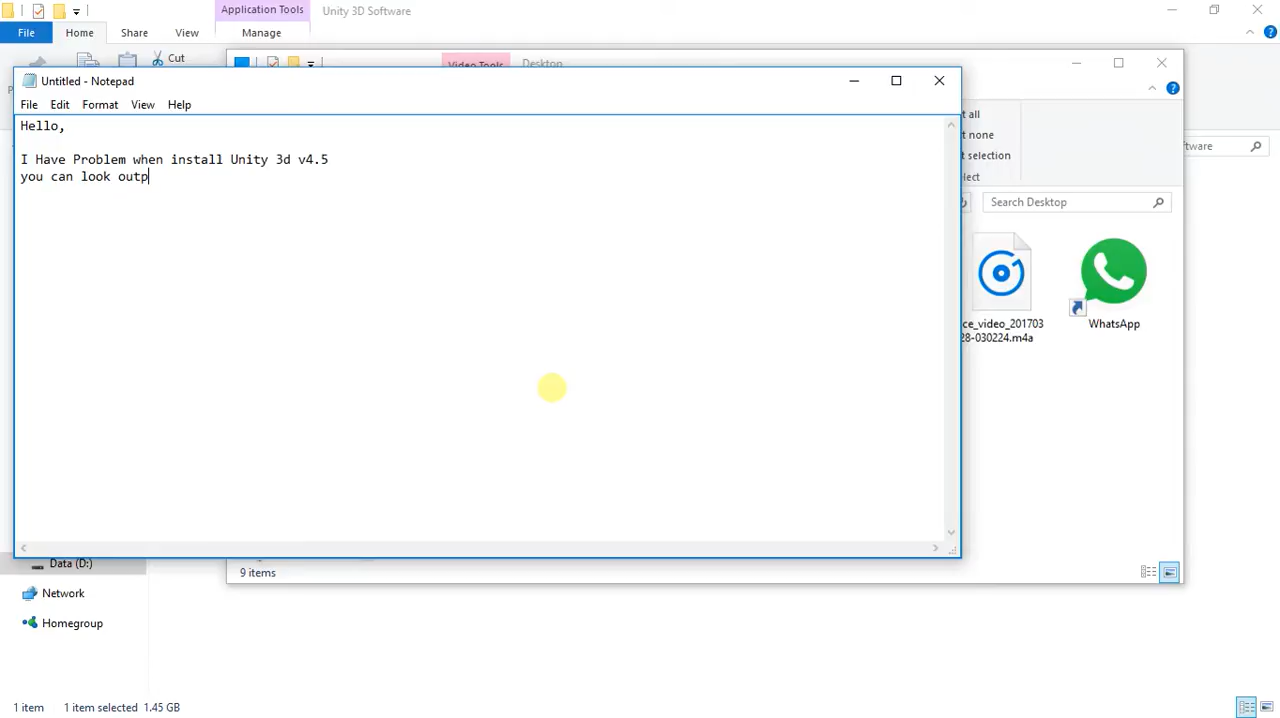 Application Tools
Unity 3D Software
File
Home
Share
View
Manage
Cut
Video Tools
Desktop
Untitled - Notepad
File
Edit
Format
View
Help
Hello,
I Have Problem when install Unity 3d v4.5
you can look outp
t all
t none
t selection
lect
tware
Search Desktop
ce_video_201703
28-030224.m4a
WhatsApp
9 items
Data (D:)
Network
Homegroup
1 item
1 item selected 1.45 GB